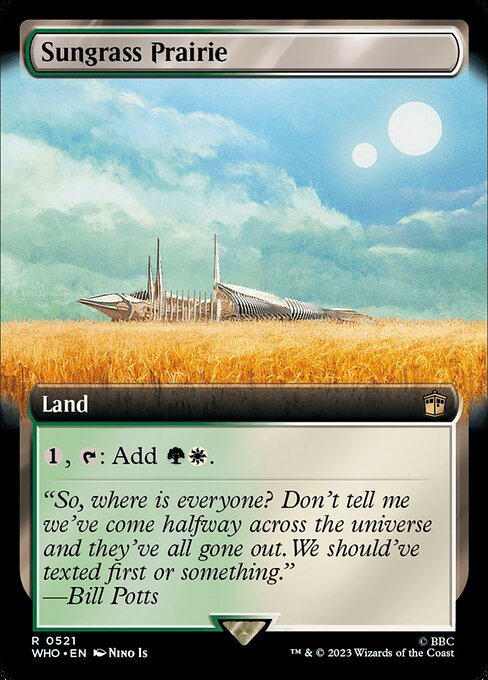 Sungrass Prairie
Land
1, : Add .
“So, where is everyone? Don’t tell me
we’ve come halfway across the universe
and they’ve all gone out. We should’ve
texted first or something.”
—Bill Potts
R 0521
WHO • EN Nino Is
© BBC
™ & © 2023 Wizards of the Coast